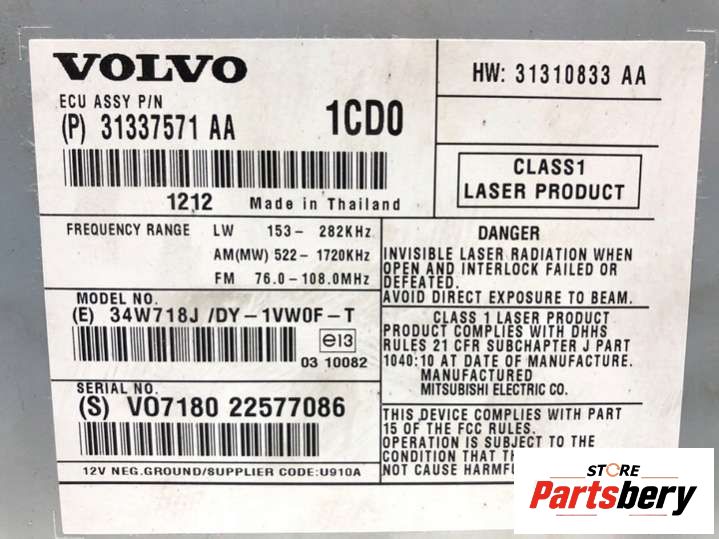 VOLVO
HW: 31310833 AA
ECU ASSY P/N
(P) 31337571 AA
1CD0
CLASS1
LASER PRODUCT
1212 Made in Thailand
FREQUENCY RANGE LW 153- 282KHz
AM(MW) 522- 1720KHz
FM 76.0-108.0MHz
DANGER
INVISIBLE LASER RADIATION WHEN
OPEN AND INTERLOCK FAILED OR
DEFEATED.
AVOID DIRECT EXPOSURE TO BEAM.
MODEL NO.
(E) 34W718J /DY-1VW0F-T
e13
03 10082
CLASS 1 LASER PRODUCT
PRODUCT COMPLIES WITH DHHS
RULES 21 CFR SUBCHAPTER J PART
1040:10 AT DATE OF MANUFACTURE.
MANUFACTURED
MITSUBISHI ELECTRIC CO.
SERIAL NO.
(S) VO7180 22577086
12V NEG.GROUND/SUPPLIER CODE:U910A
THIS DEVICE COMPLIES WITH PART
15 OF THE FCC RULES.
OPERATION IS SUBJECT TO THE
CONDITION THAT
NOT CAUSE
STORE
Partsbery